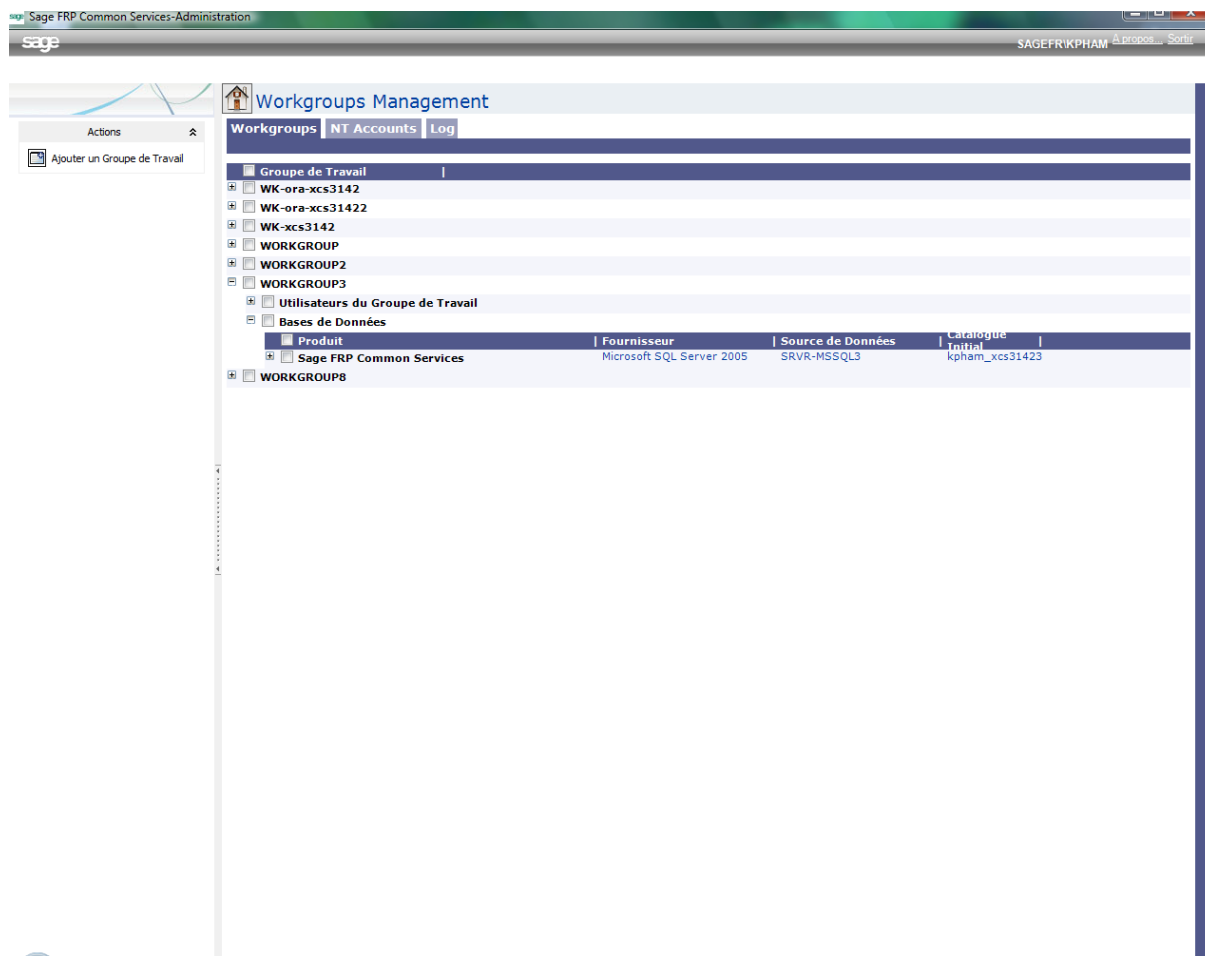 sage Sage FRP Common Services-Administration
sage
SAGEFR\KPHAM A propos... Sortir
Workgroups Management
Actions
Ajouter un Groupe de Travail
Workgroups NT Accounts Log
Groupe de Travail |
WK-ora-xcs3142
WK-ora-xcs31422
WK-xcs3142
WORKGROUP
WORKGROUP2
WORKGROUP3
Utilisateurs du Groupe de Travail
Bases de Données
Produit | Fournisseur | Source de Données | Catalogue Initial |
Sage FRP Common Services Microsoft SQL Server 2005 SRVR-MSSQL3 kpham_xcs31423
WORKGROUP8